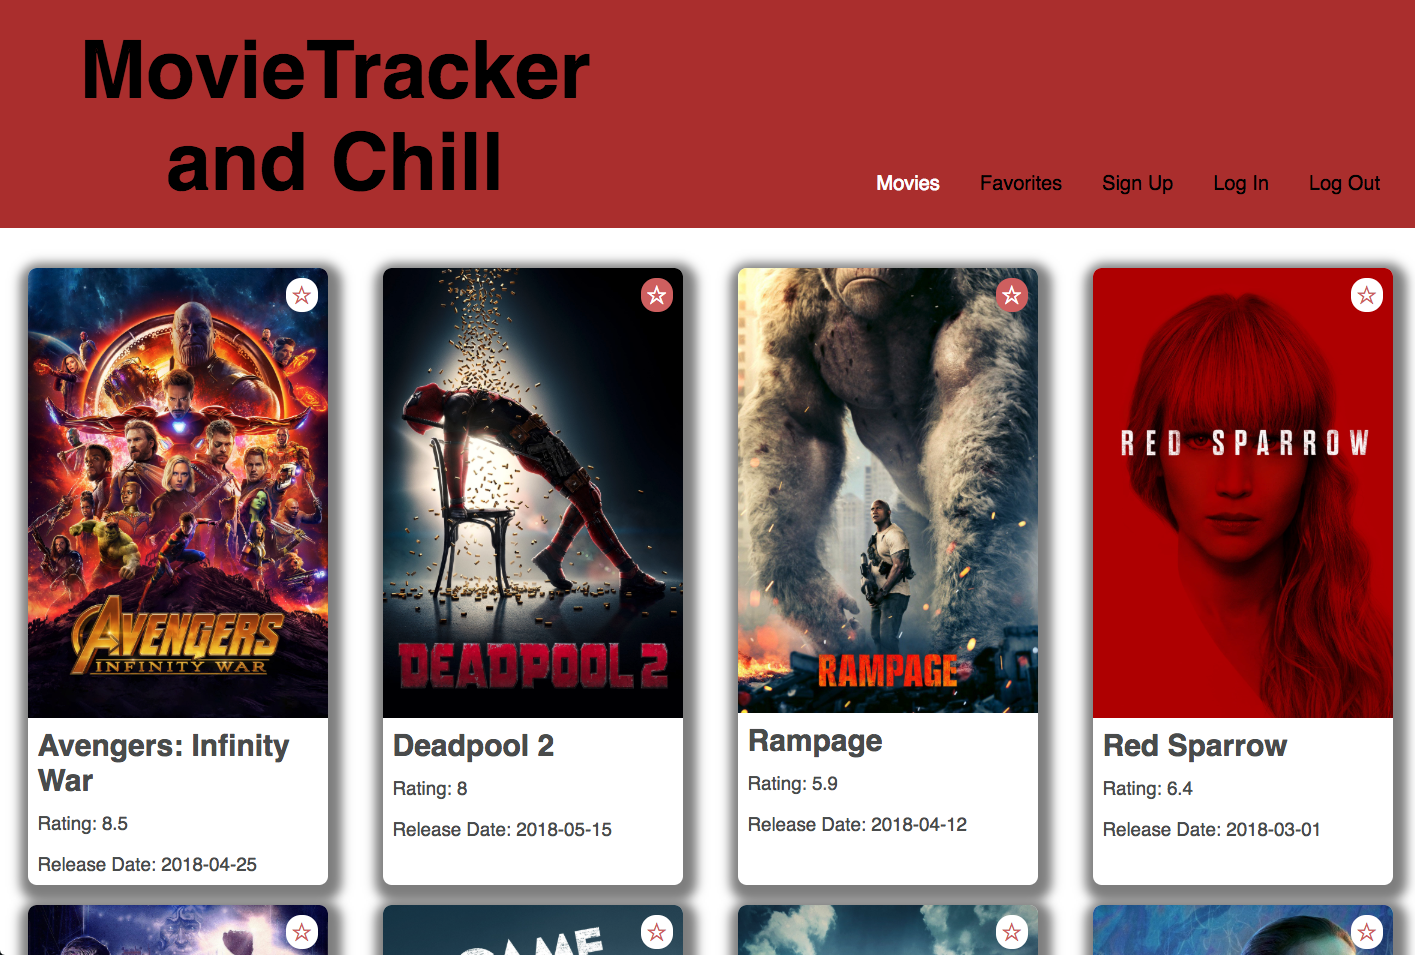 MovieTracker
and Chill
Movies
Favorites
Sign Up
Log In
Log Out
AVENGERS
INFINITY WAR
Avengers: Infinity
War
Rating: 8.5
Release Date: 2018-04-25
DEADPOOL 2
Deadpool 2
Rating: 8
Release Date: 2018-05-15
RAMPAGE
Rampage
Rating: 5.9
Release Date: 2018-04-12
RED SPARROW
Red Sparrow
Rating: 6.4
Release Date: 2018-03-01
GAME